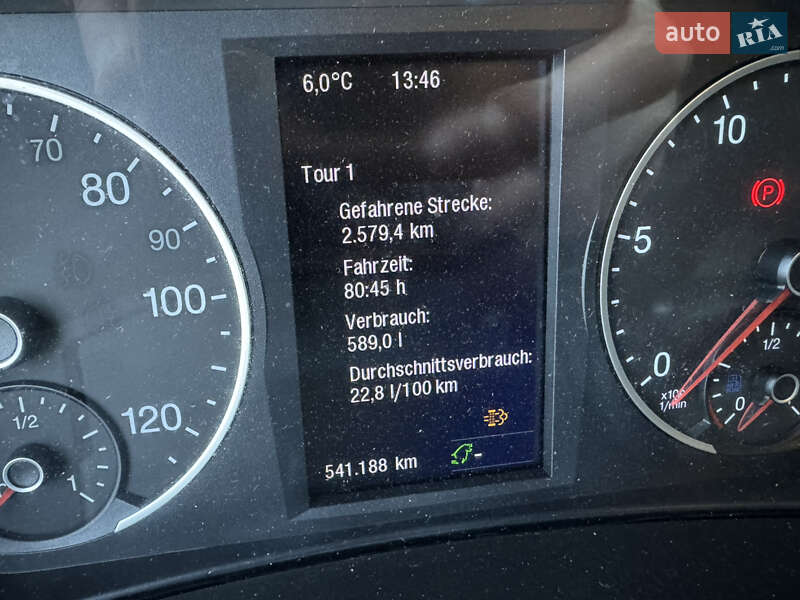 auto RIA .com
6,0°C 13:46
Tour 1
Gefahrene Strecke:
2.579,4 km
Fahrzeit:
80:45 h
Verbrauch:
589,0 l
Durchschnittsverbrauch:
22,8 l/100 km
541.188 km -
70
80
90
100
120
1/2
1
10
5
0
x100
1/min
P
1/2
0